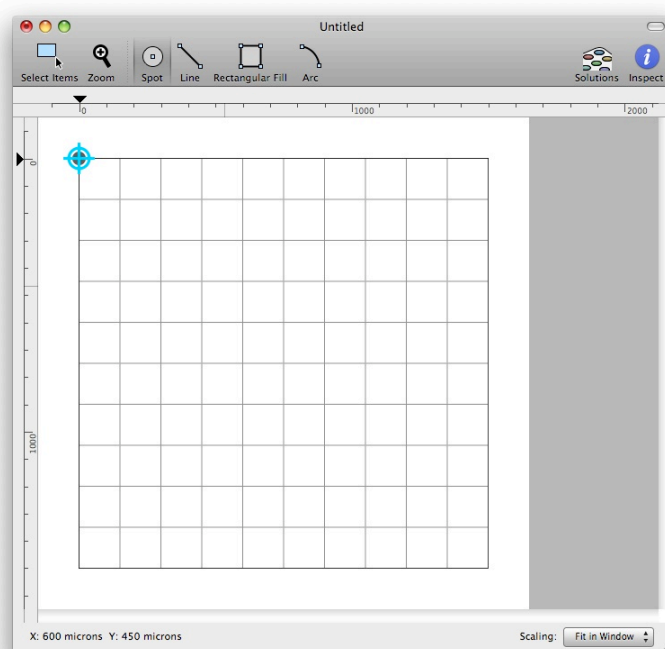 Untitled
Select Items Zoom Spot Line Rectangular Fill Arc Solutions Inspect
0 1000 2000
0
1000
X: 600 microns Y: 450 microns Scaling: Fit in Window